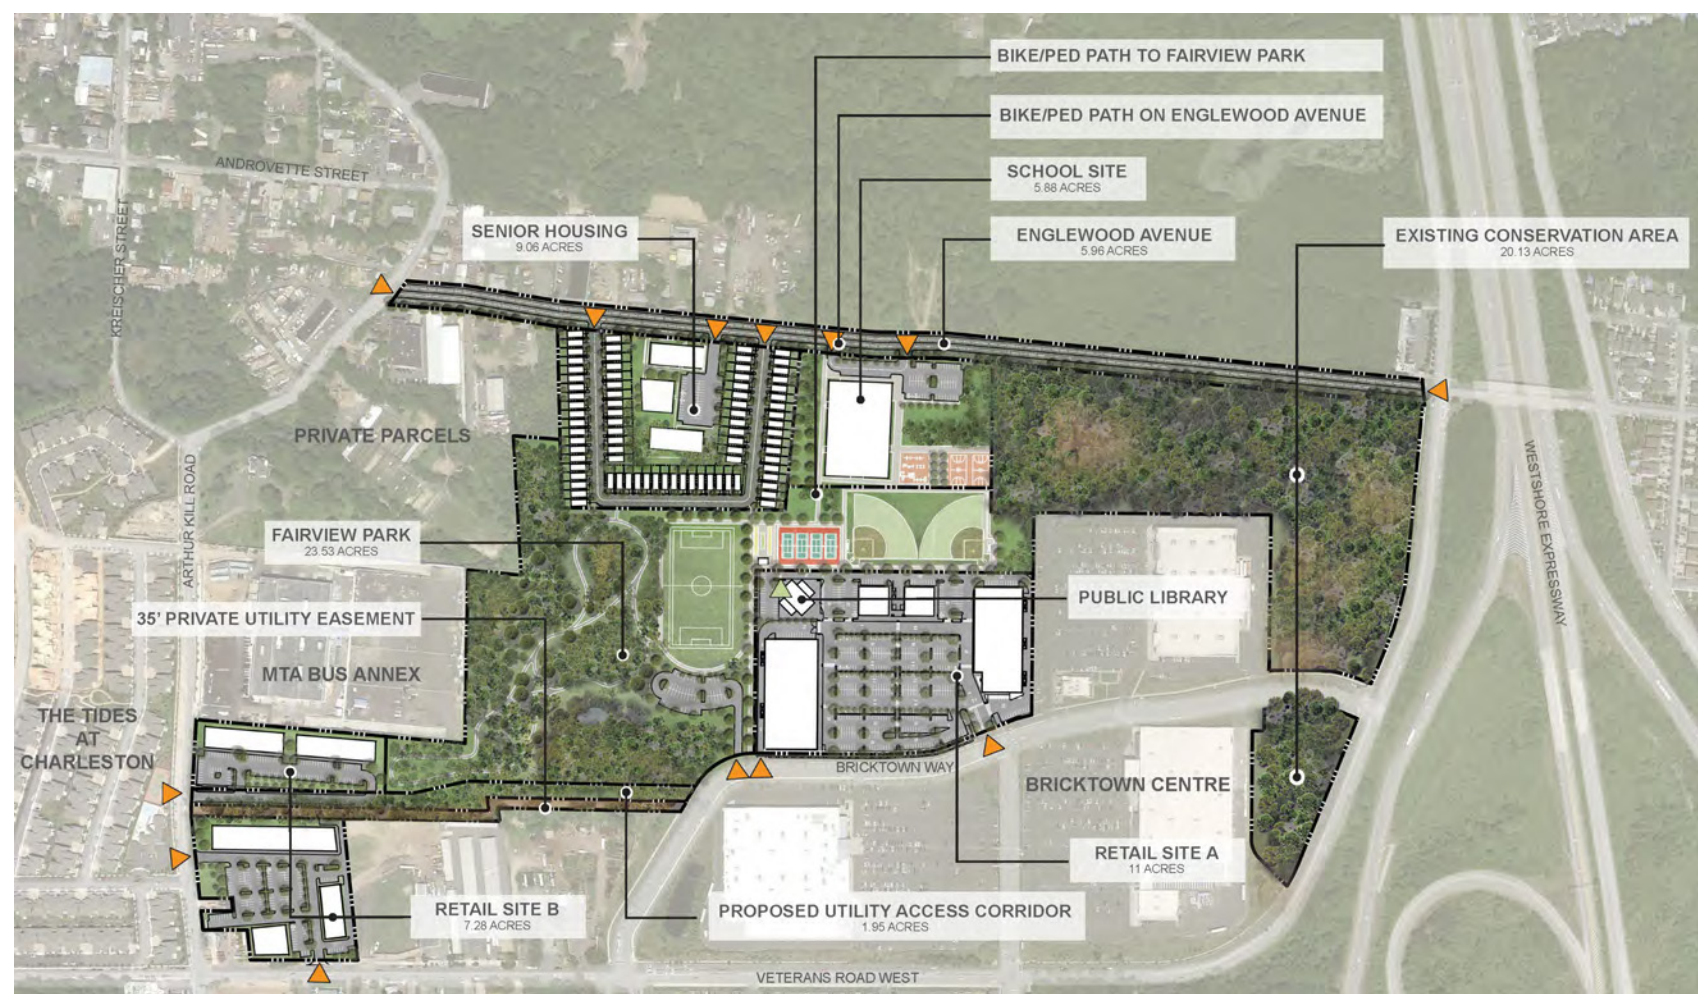 BIKE/PED PATH TO FAIRVIEW PARK
BIKE/PED PATH ON ENGLEWOOD AVENUE
ANDROVETTE STREET
SCHOOL SITE
5.88 ACRES
KREISCHER STREET
SENIOR HOUSING
9.06 ACRES
ENGLEWOOD AVENUE
5.96 ACRES
EXISTING CONSERVATION AREA
20.13 ACRES
PRIVATE PARCELS
ARTHUR KILL ROAD
WESTSHORE EXPRESSWAY
FAIRVIEW PARK
23.53 ACRES
PUBLIC LIBRARY
35' PRIVATE UTILITY EASEMENT
MTA BUS ANNEX
THE TIDES
AT
CHARLESTON
BRICKTOWN WAY
BRICKTOWN CENTRE
RETAIL SITE A
11 ACRES
RETAIL SITE B
7.28 ACRES
PROPOSED UTILITY ACCESS CORRIDOR
1.95 ACRES
VETERANS ROAD WEST